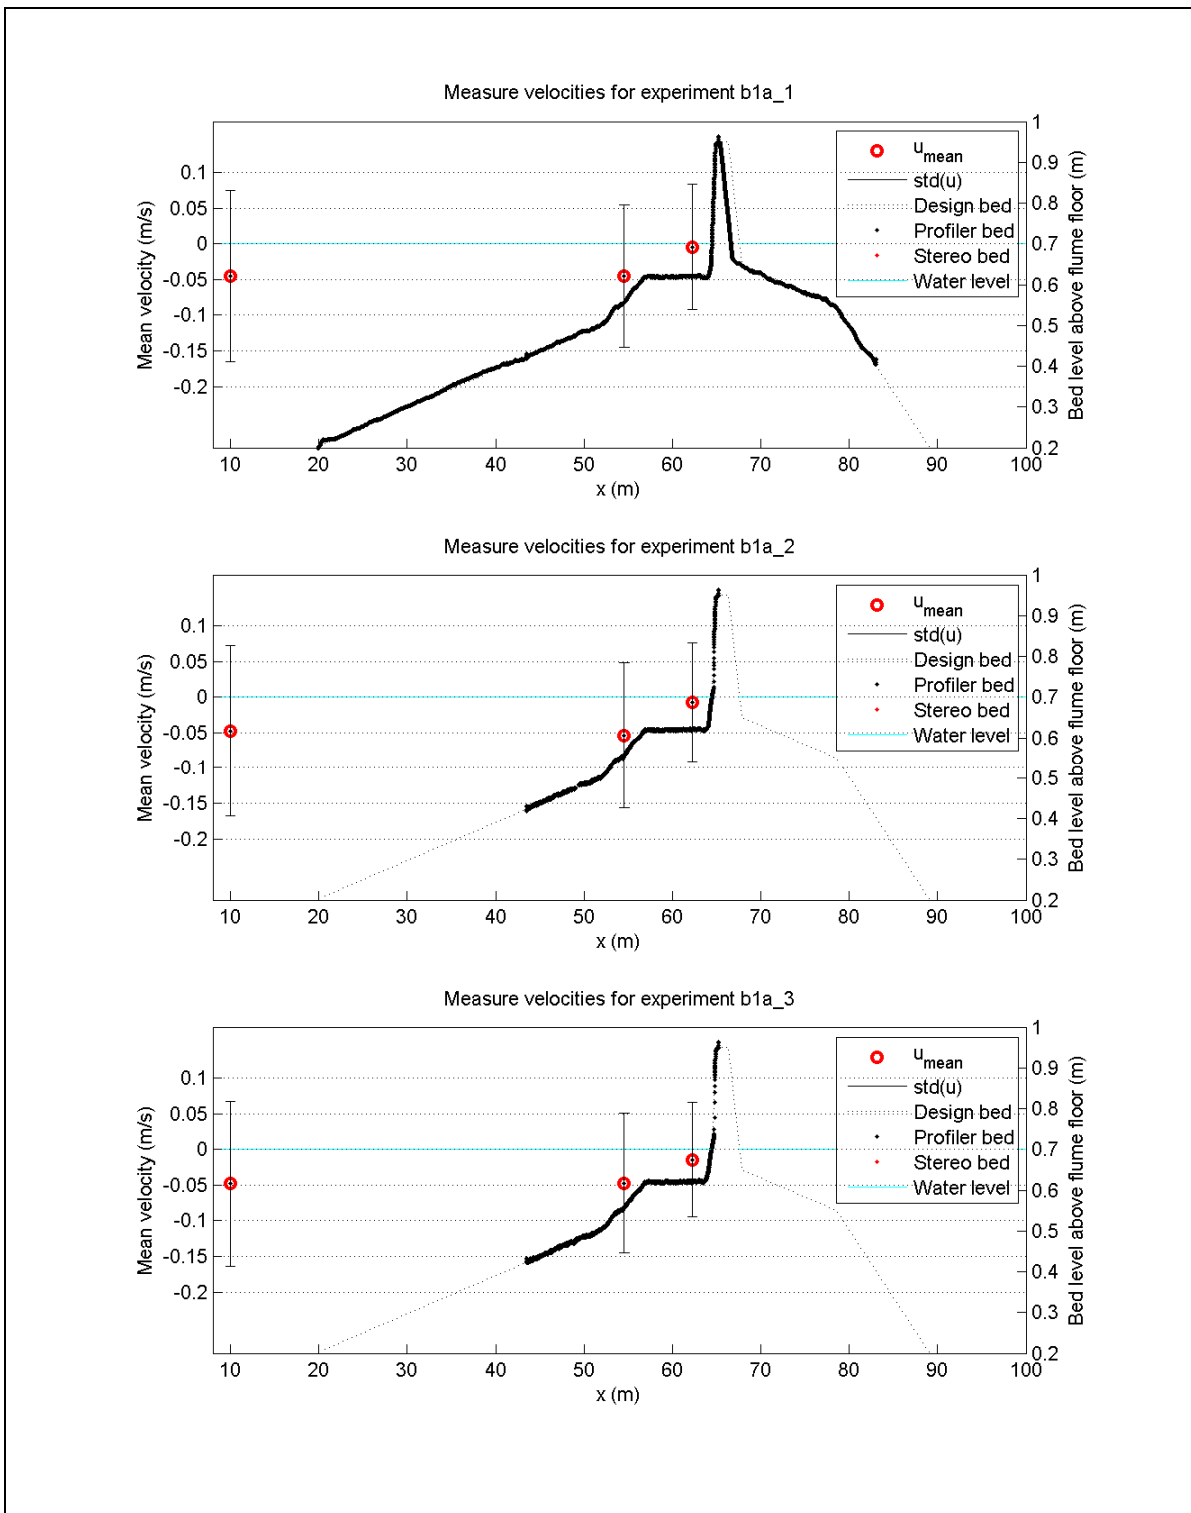 Measure velocities for experiment b1a_1
Mean velocity (m/s)
0.1
0.05
0
-0.05
-0.1
-0.15
-0.2
1
0.9
0.8
0.7
0.6
0.5
0.4
0.3
0.2
Bed level above flume floor (m)
u_mean
std(u)
Design bed
Profiler bed
Stereo bed
Water level
10 20 30 40 50 60 70 80 90 100
x (m)
Measure velocities for experiment b1a_2
Mean velocity (m/s)
0.1
0.05
0
-0.05
-0.1
-0.15
-0.2
1
0.9
0.8
0.7
0.6
0.5
0.4
0.3
0.2
Bed level above flume floor (m)
u_mean
std(u)
Design bed
Profiler bed
Stereo bed
Water level
10 20 30 40 50 60 70 80 90 100
x (m)
Measure velocities for experiment b1a_3
Mean velocity (m/s)
0.1
0.05
0
-0.05
-0.1
-0.15
-0.2
1
0.9
0.8
0.7
0.6
0.5
0.4
0.3
0.2
Bed level above flume floor (m)
u_mean
std(u)
Design bed
Profiler bed
Stereo bed
Water level
10 20 30 40 50 60 70 80 90 100
x (m)